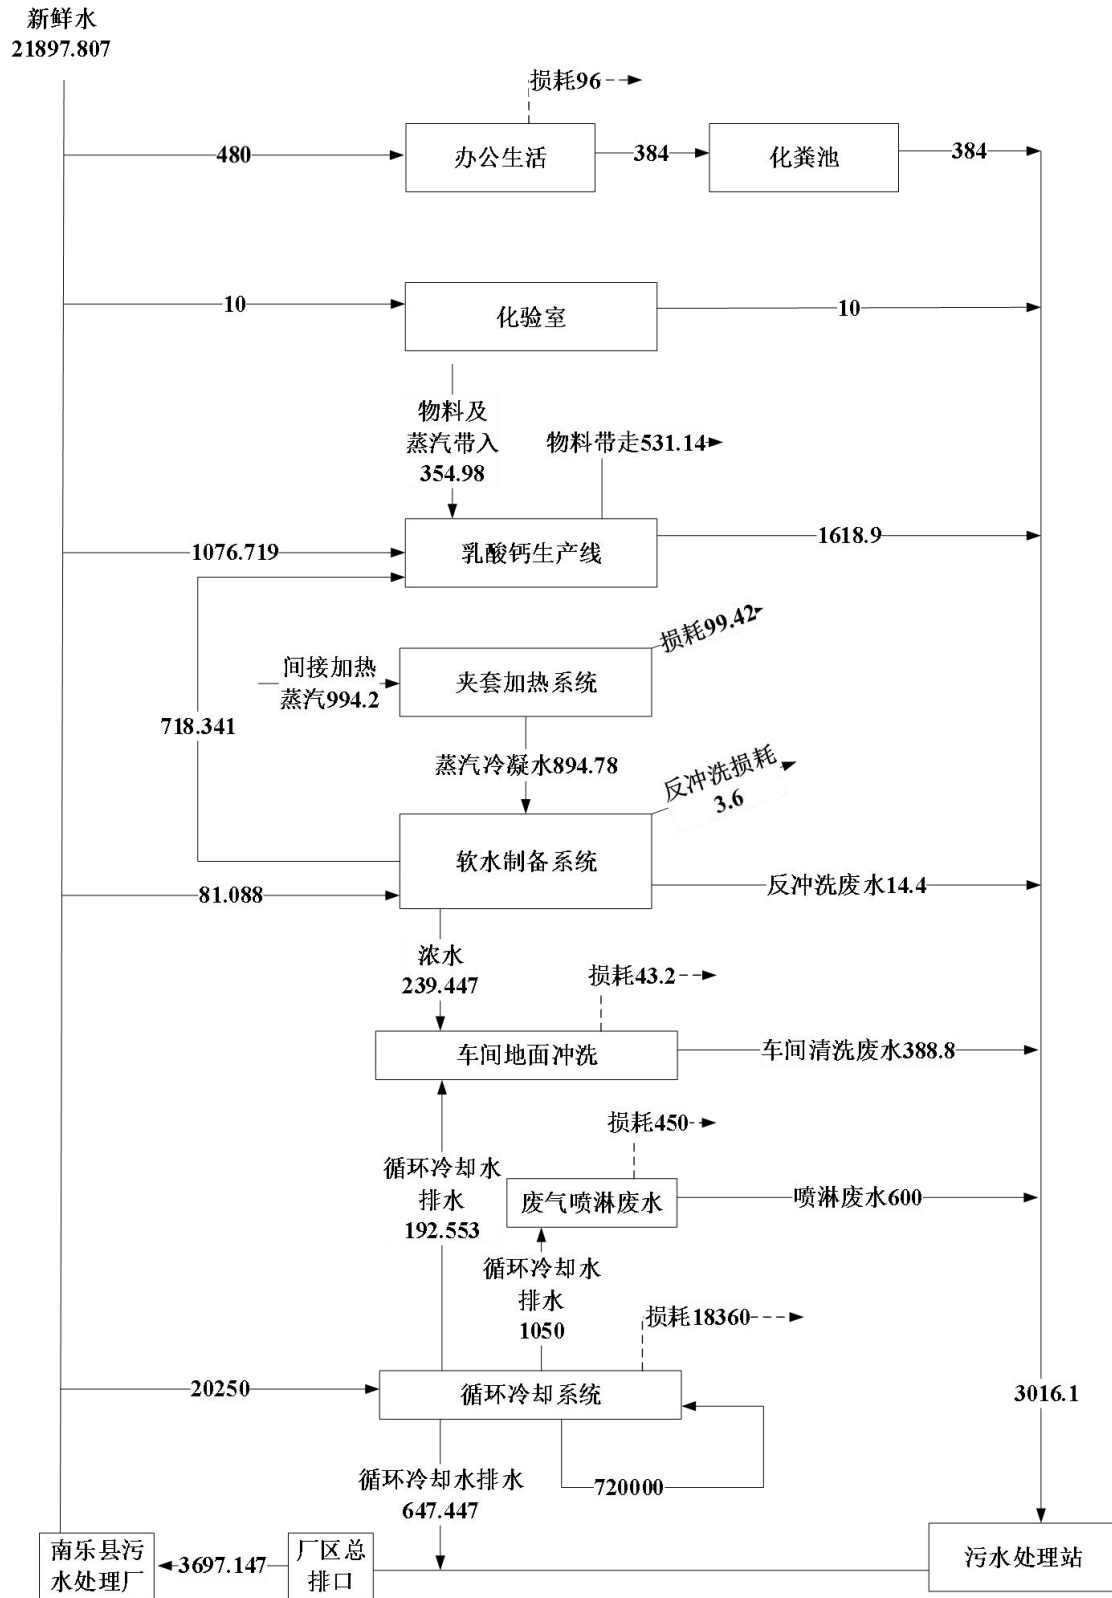 新鲜水
21897.807
损耗96
480
办公生活
384
化粪池
384
10
化验室
10
物料及
蒸汽带入
354.98
物料带走531.14
1076.719
乳酸钙生产线
1618.9
损耗99.42
间接加热
蒸汽994.2
夹套加热系统
718.341
蒸汽冷凝水894.78
反冲洗损耗
3.6
软水制备系统
81.088
反冲洗废水14.4
浓水
239.447
损耗43.2
车间地面冲洗
车间清洗废水388.8
损耗450
循环冷却水
排水
192.553
废气喷淋废水
喷淋废水600
循环冷却水
排水
1050
损耗18360
20250
循环冷却系统
3016.1
循环冷却水排水
647.447
720000
南乐县污
水处理厂
3697.147
厂区总
排口
污水处理站